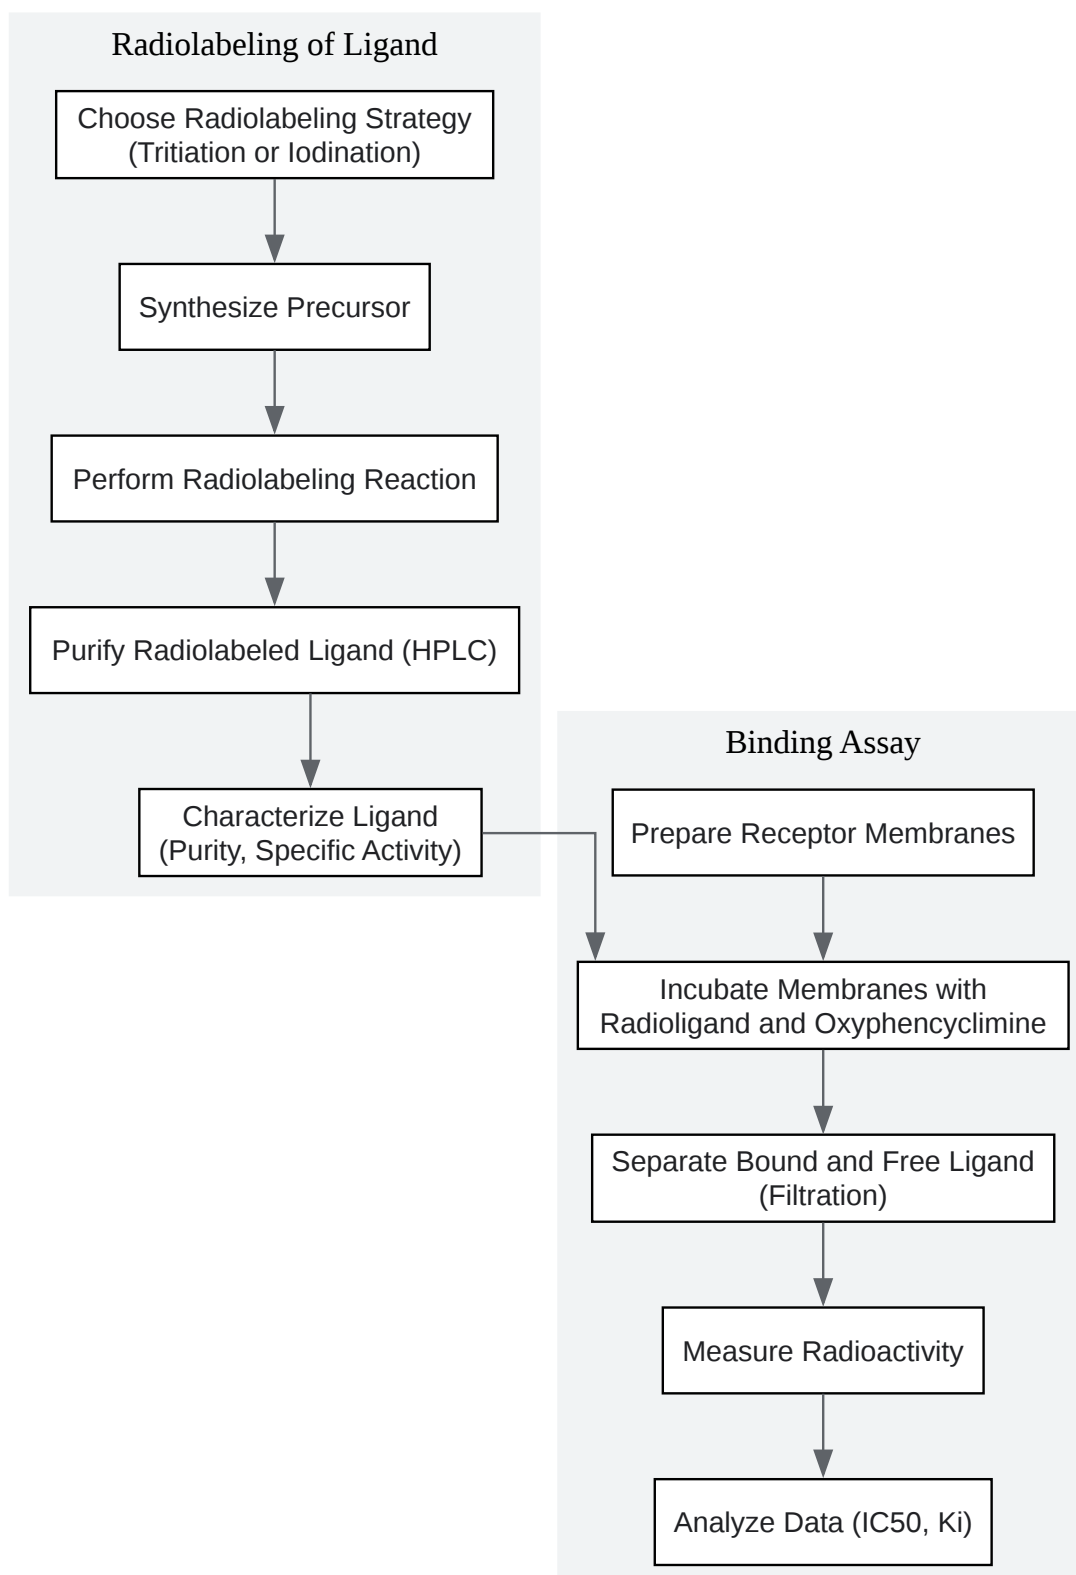 Radiolabeling of Ligand
Choose Radiolabeling Strategy
(Tritiation or Iodination)
Synthesize Precursor
Perform Radiolabeling Reaction
Purify Radiolabeled Ligand (HPLC)
Characterize Ligand
(Purity, Specific Activity)
Binding Assay
Prepare Receptor Membranes
Incubate Membranes with
Radioligand and Oxyphencyclimine
Separate Bound and Free Ligand
(Filtration)
Measure Radioactivity
Analyze Data (IC50, Ki)